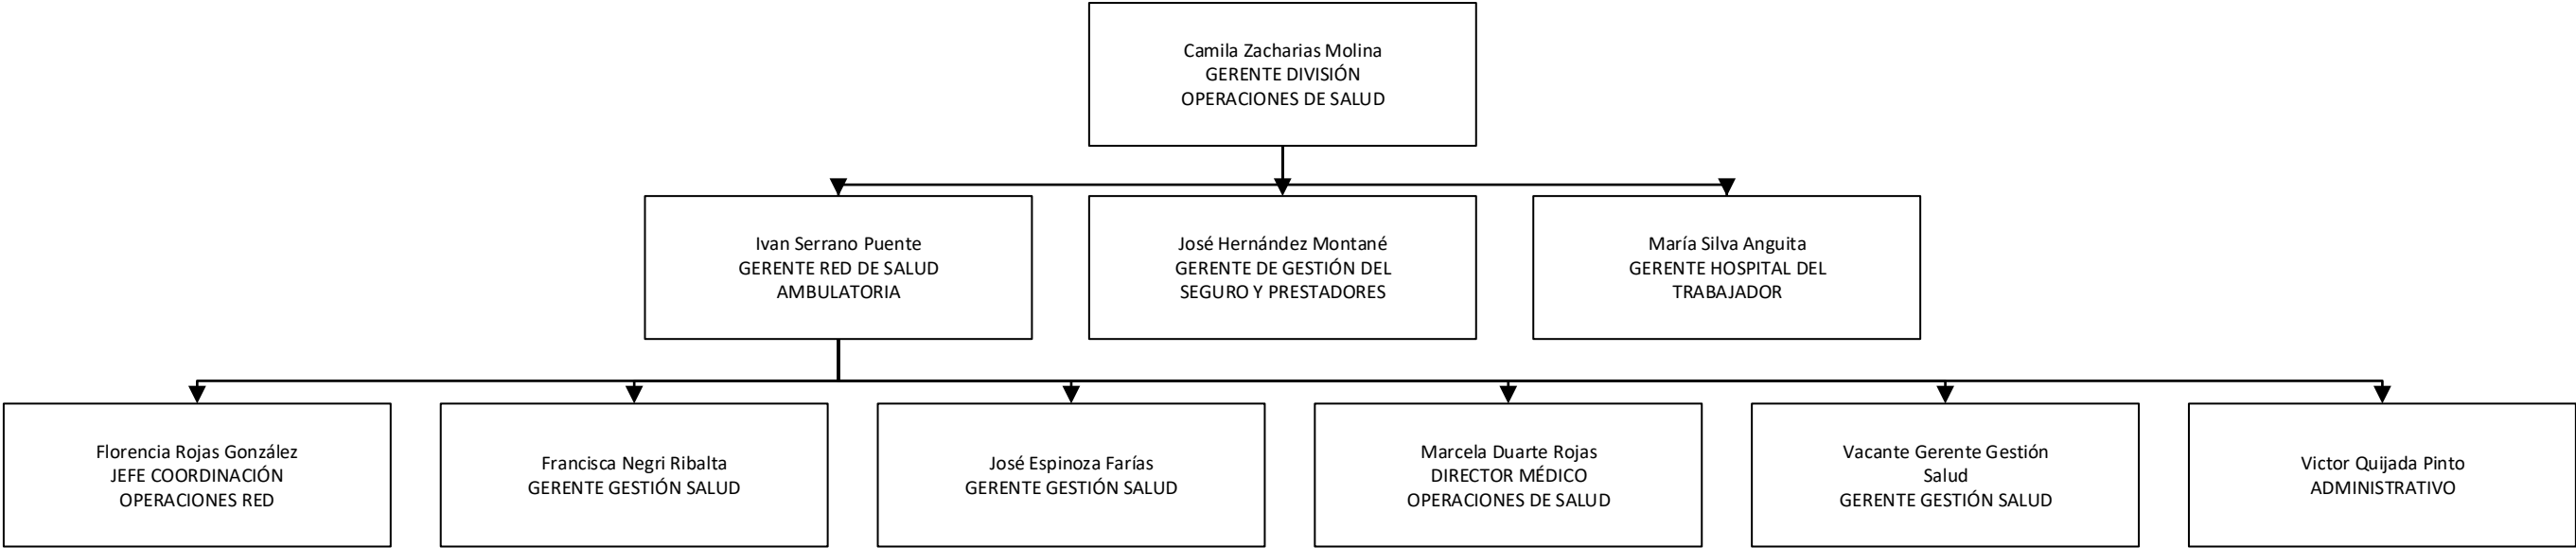 Camila Zacharias Molina
GERENTE DIVISIÓN
OPERACIONES DE SALUD
Ivan Serrano Puente
GERENTE RED DE SALUD
AMBULATORIA
José Hernández Montané
GERENTE DE GESTIÓN DEL
SEGURO Y PRESTADORES
María Silva Anguita
GERENTE HOSPITAL DEL
TRABAJADOR
Florencia Rojas González
JEFE COORDINACIÓN
OPERACIONES RED
Francisca Negri Ribalta
GERENTE GESTIÓN SALUD
José Espinoza Farías
GERENTE GESTIÓN SALUD
Marcela Duarte Rojas
DIRECTOR MÉDICO
OPERACIONES DE SALUD
Vacante Gerente Gestión
Salud
GERENTE GESTIÓN SALUD
Victor Quijada Pinto
ADMINISTRATIVO